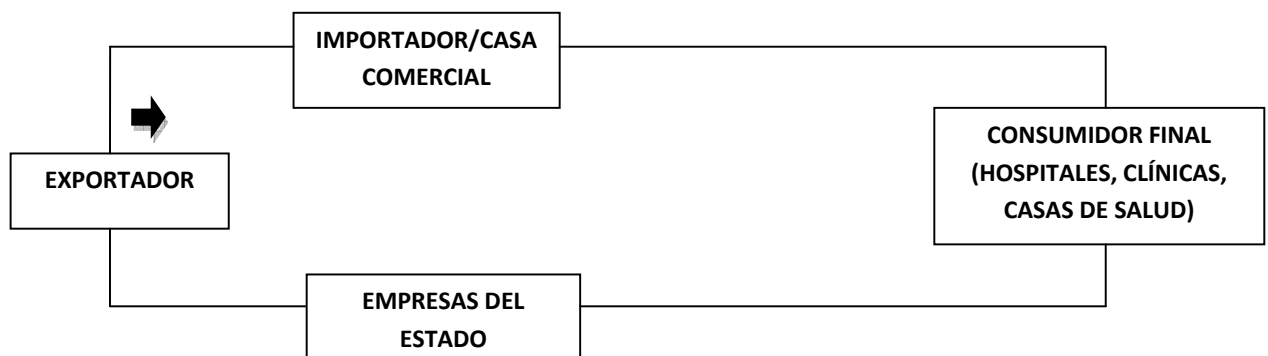 IMPORTADOR/CASA
COMERCIAL
EXPORTADOR
CONSUMIDOR FINAL
(HOSPITALES, CLÍNICAS,
CASAS DE SALUD)
EMPRESAS DEL
ESTADO